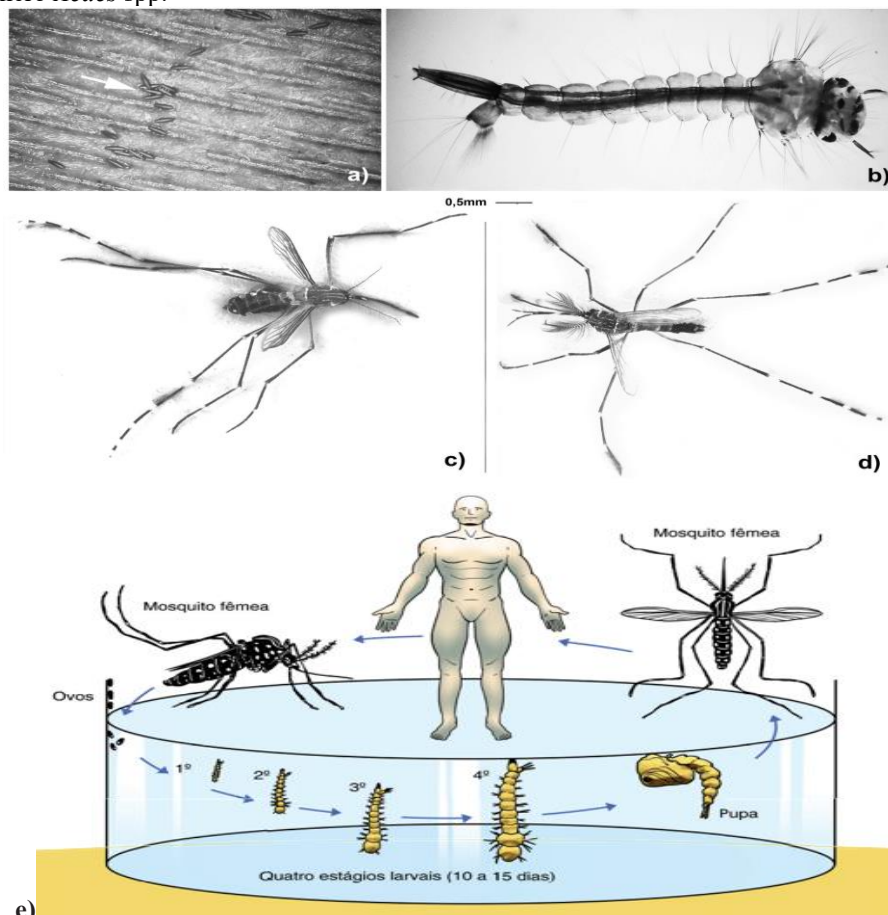 a)
b)
0,5mm
c)
d)
Mosquito fêmea
Mosquito fêmea
Ovos
1º
2º
3º
4º
Pupa
Quatro estágios larvais (10 a 15 dias)
e)